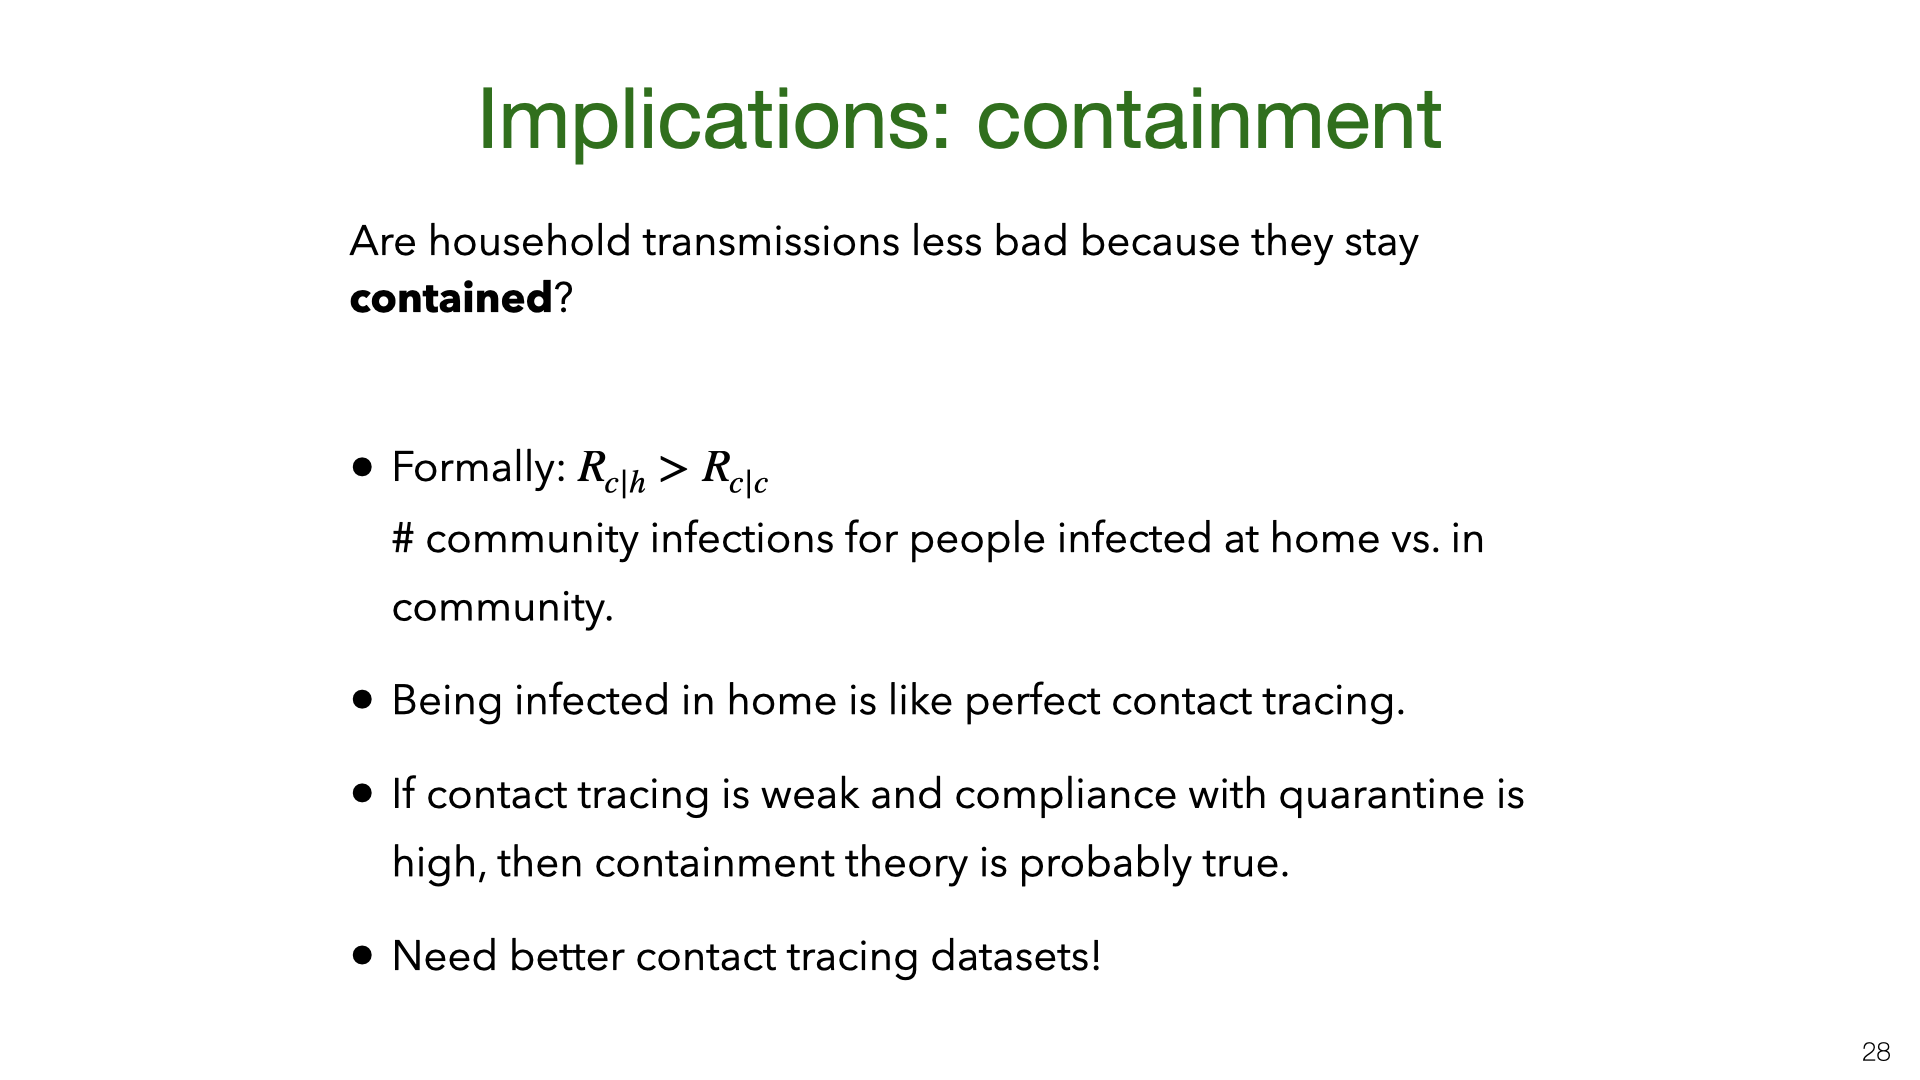 Implications: containment
Are household transmissions less bad because they stay
contained?
• Formally: R_{c|h} > R_{c|c}
# community infections for people infected at home vs. in
community.
• Being infected in home is like perfect contact tracing.
• If contact tracing is weak and compliance with quarantine is
high, then containment theory is probably true.
• Need better contact tracing datasets!
28